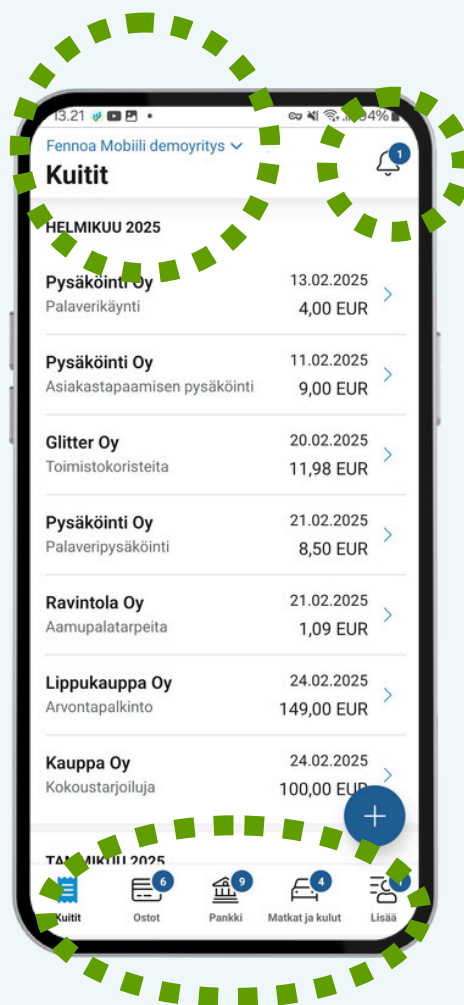 13.21
94%
Fennoa Mobiili demoyritys
1
Kuitit
HELMIKUU 2025
Pysäköinti Oy 13.02.2025
Palaverikäynti 4,00 EUR
Pysäköinti Oy 11.02.2025
Asiakastapaamisen pysäköinti 9,00 EUR
Glitter Oy 20.02.2025
Toimistokoristeita 11,98 EUR
Pysäköinti Oy 21.02.2025
Palaveripysäköinti 8,50 EUR
Ravintola Oy 21.02.2025
Aamupalatarpeita 1,09 EUR
Lippukauppa Oy 24.02.2025
Arvontapalkinto 149,00 EUR
Kauppa Oy 24.02.2025
Kokoustarjoiluja 100,00 EUR
+
TAMMIKUU 2025
6 9 4
Kuitit Ostot Pankki Matkat ja kulut Lisää